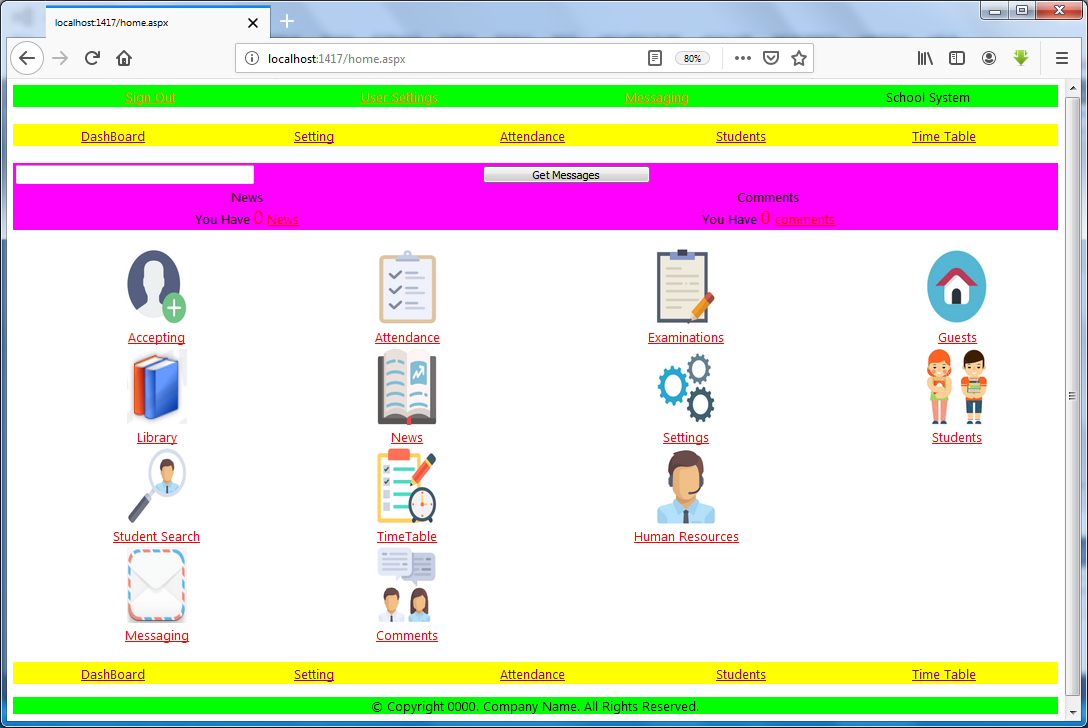 localhost:1417/home.aspx
localhost:1417/home.aspx 80%
Sign Out User Settings Messaging School System
DashBoard Setting Attendance Students Time Table
Get Messages
News Comments
You Have 0 News You Have 0 comments
Accepting Attendance Examinations Guests
Library News Settings Students
Student Search TimeTable Human Resources
Messaging Comments
DashBoard Setting Attendance Students Time Table
© Copyright 0000. Company Name. All Rights Reserved.